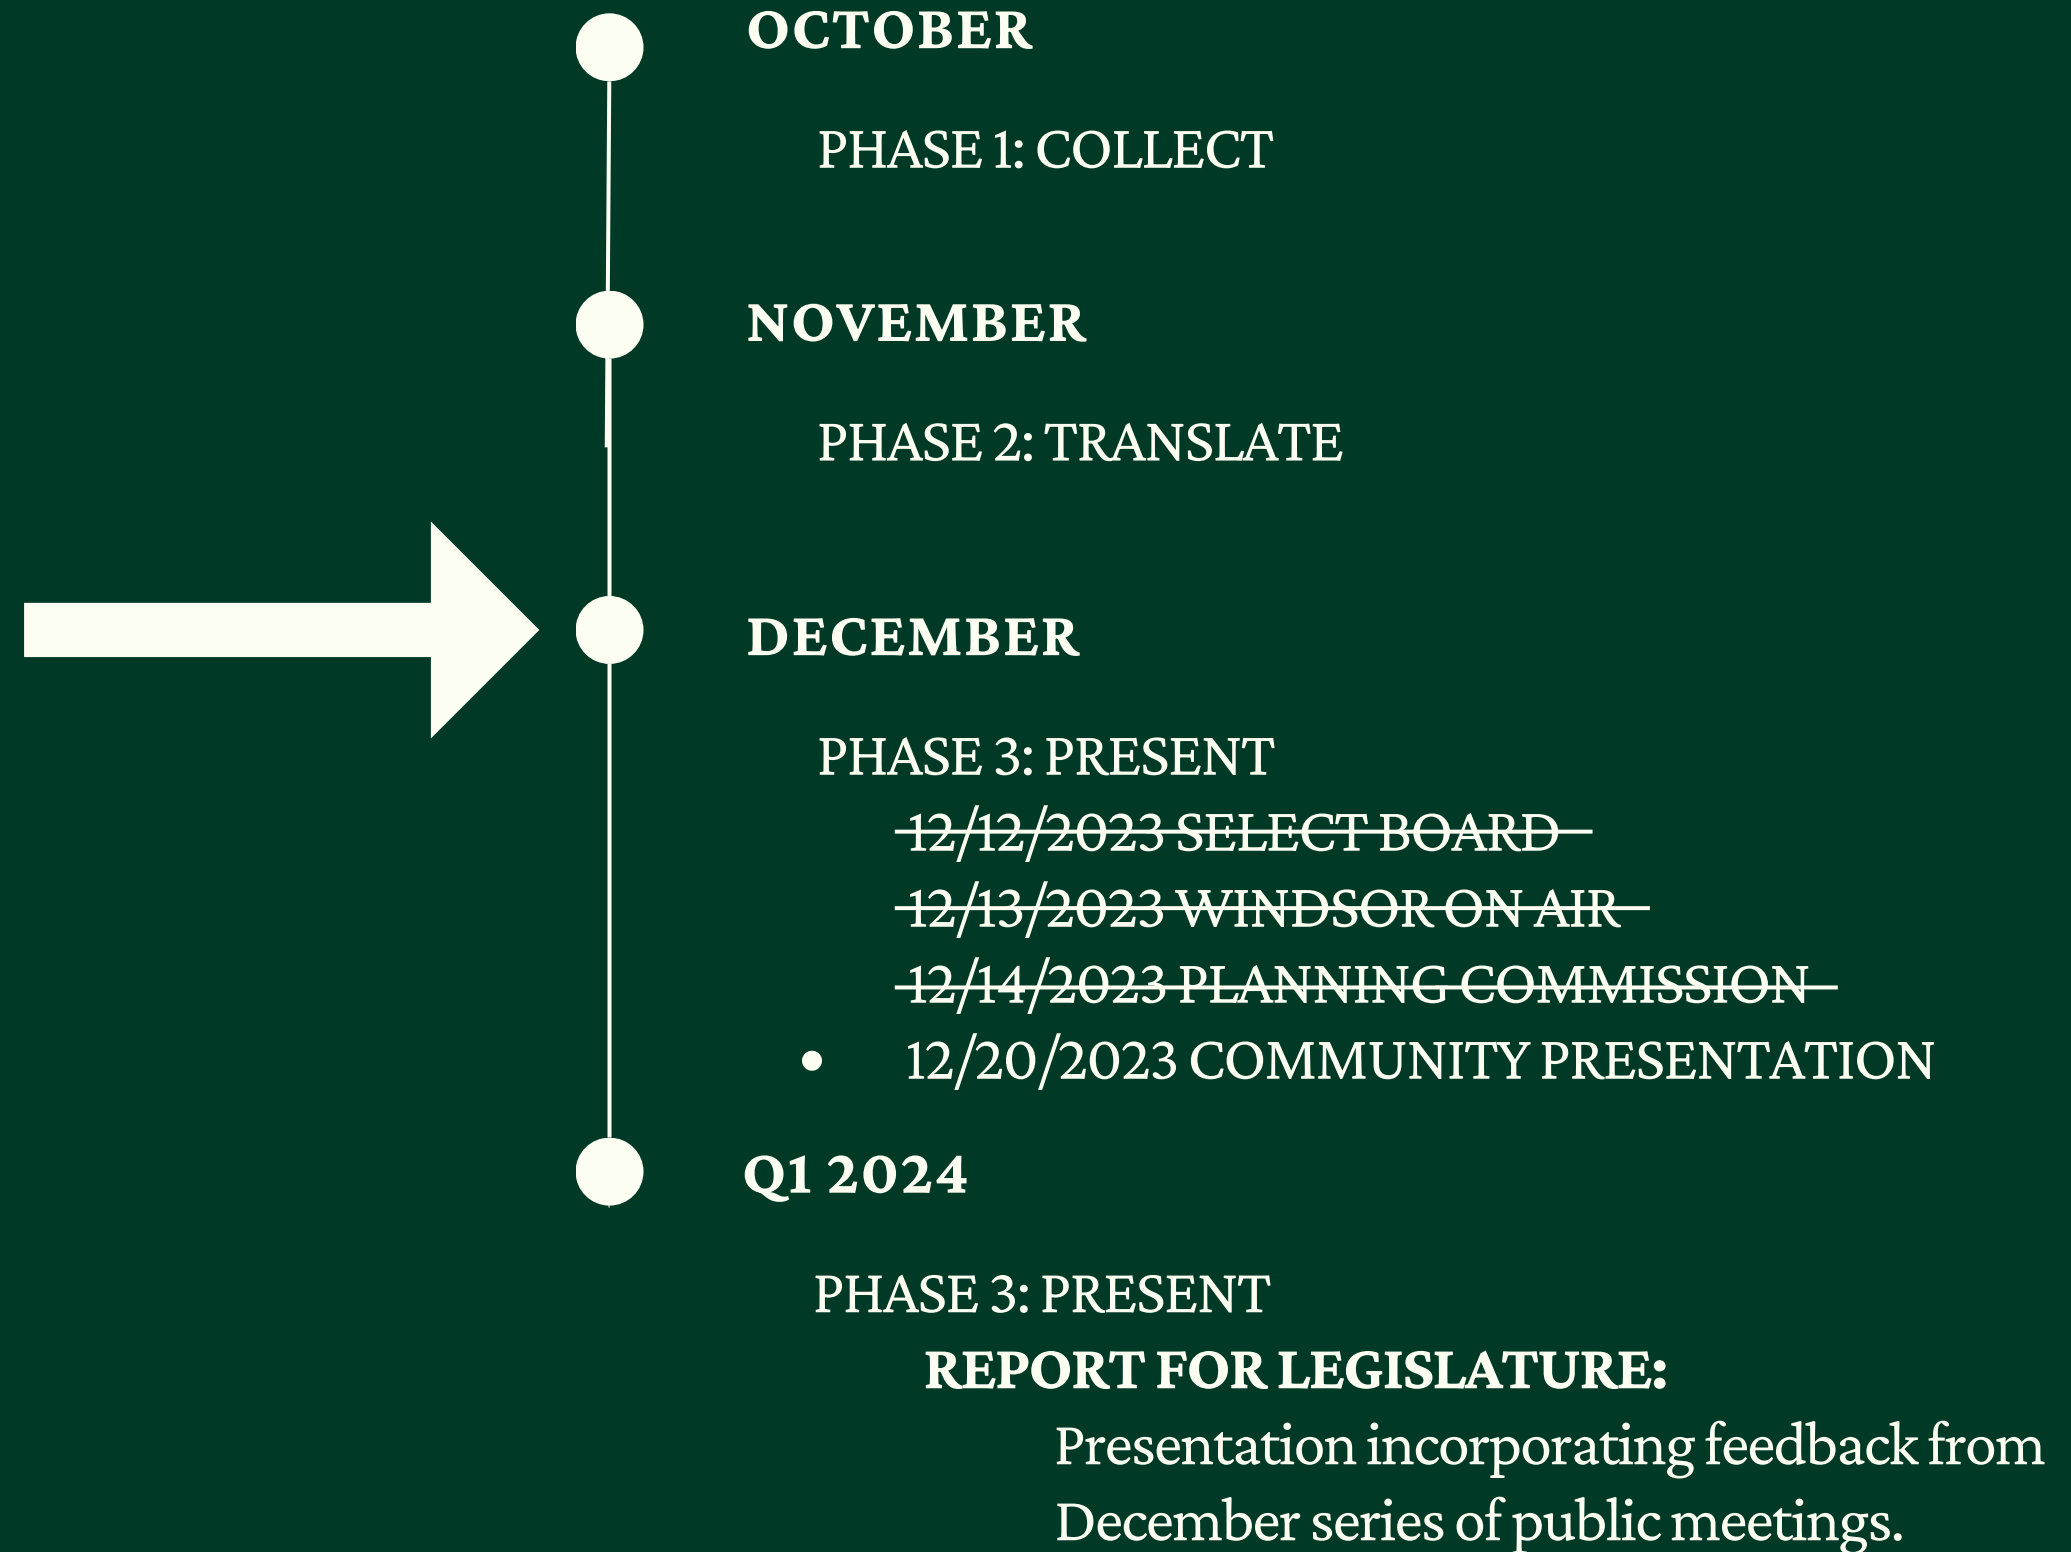 OCTOBER
PHASE 1: COLLECT
NOVEMBER
PHASE 2: TRANSLATE
DECEMBER
PHASE 3: PRESENT
12/12/2023 SELECT BOARD
12/13/2023 WINDSOR ON AIR
12/14/2023 PLANNING COMMISSION
• 12/20/2023 COMMUNITY PRESENTATION
Q1 2024
PHASE 3: PRESENT
REPORT FOR LEGISLATURE:
Presentation incorporating feedback from
December series of public meetings.